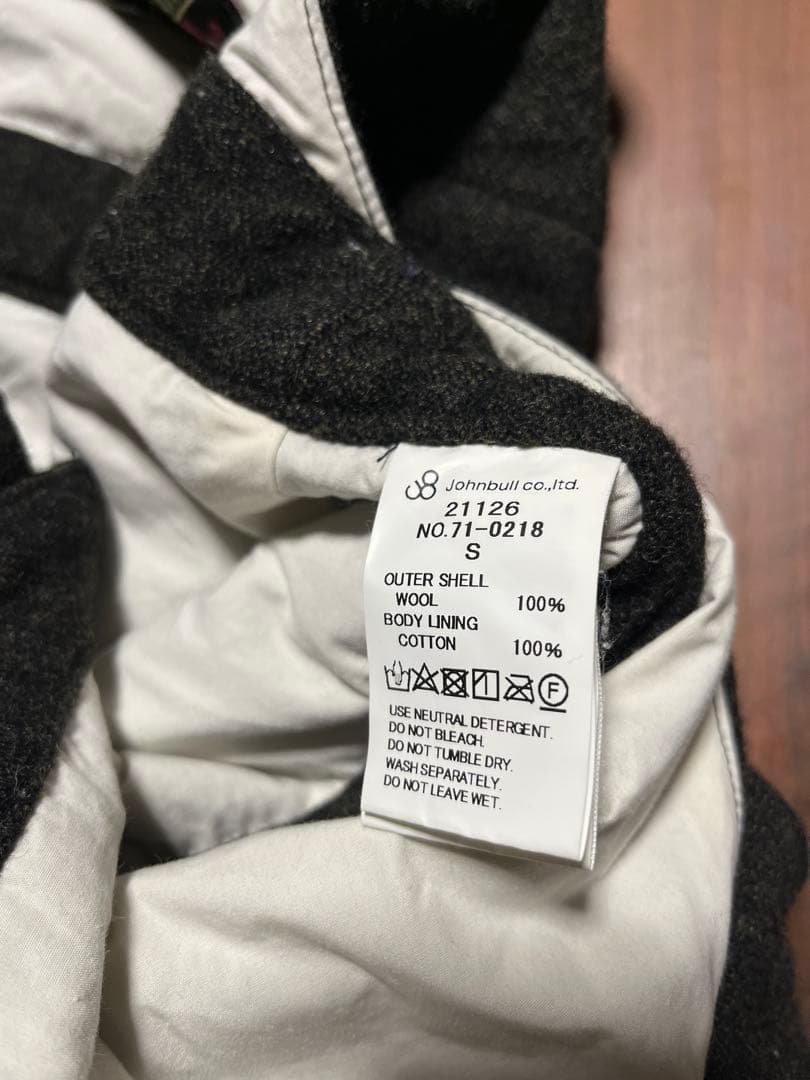 Johnbull co.,ltd.
21126
NO.71-0218
S
OUTER SHELL
WOOL 100%
BODY LINING
COTTON 100%
F
USE NEUTRAL DETERGENT.
DO NOT BLEACH.
DO NOT TUMBLE DRY.
WASH SEPARATELY.
DO NOT LEAVE WET.